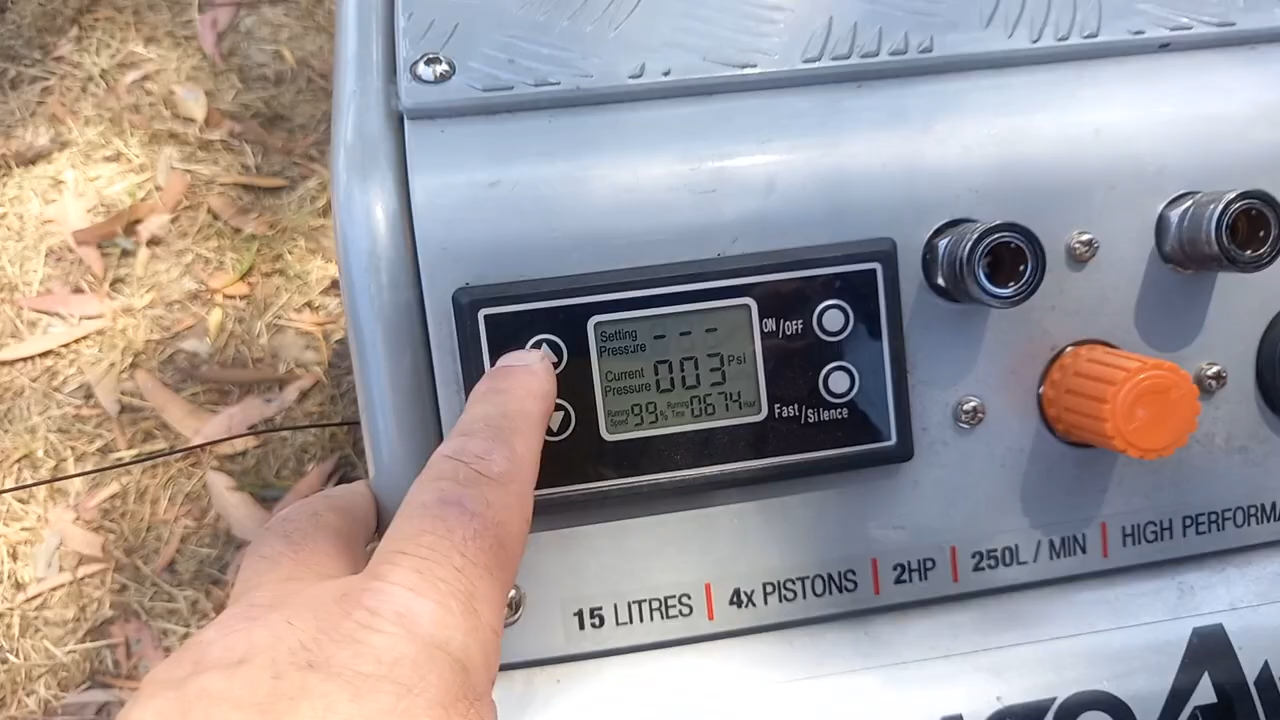 Setting
Pressure - - -
ON/OFF
Current
Pressure 003 Psi
Running
Speed 99 %
Running
Time 0674 Hour
Fast/Silence
15 LITRES | 4x PISTONS | 2HP | 250L / MIN | HIGH